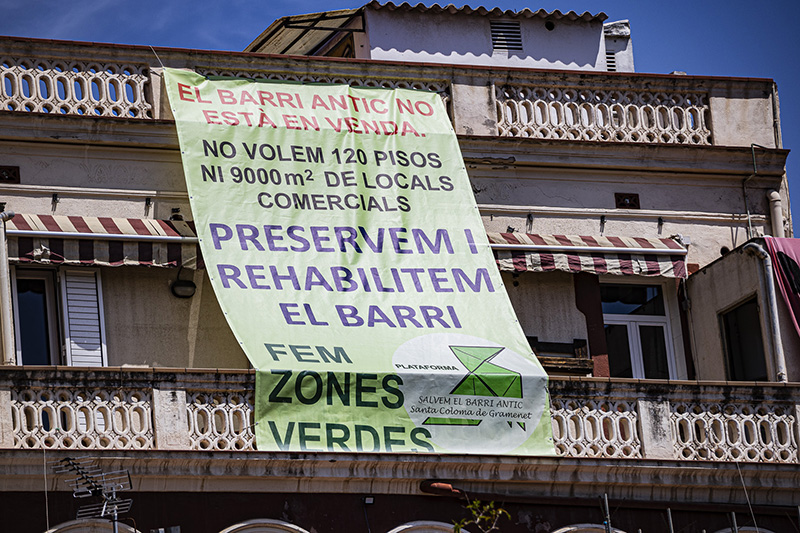 EL BARRI ANTIC NO
ESTÀ EN VENDA.
NO VOLEM 120 PISOS
NI 9000m² DE LOCALS
COMERCIALS
PRESERVEM I
REHABILITEM
EL BARRI
FEM
ZONES
VERDES
PLATAFORMA
SALVEM EL BARRI ANTIC
Santa Coloma de Gramenet